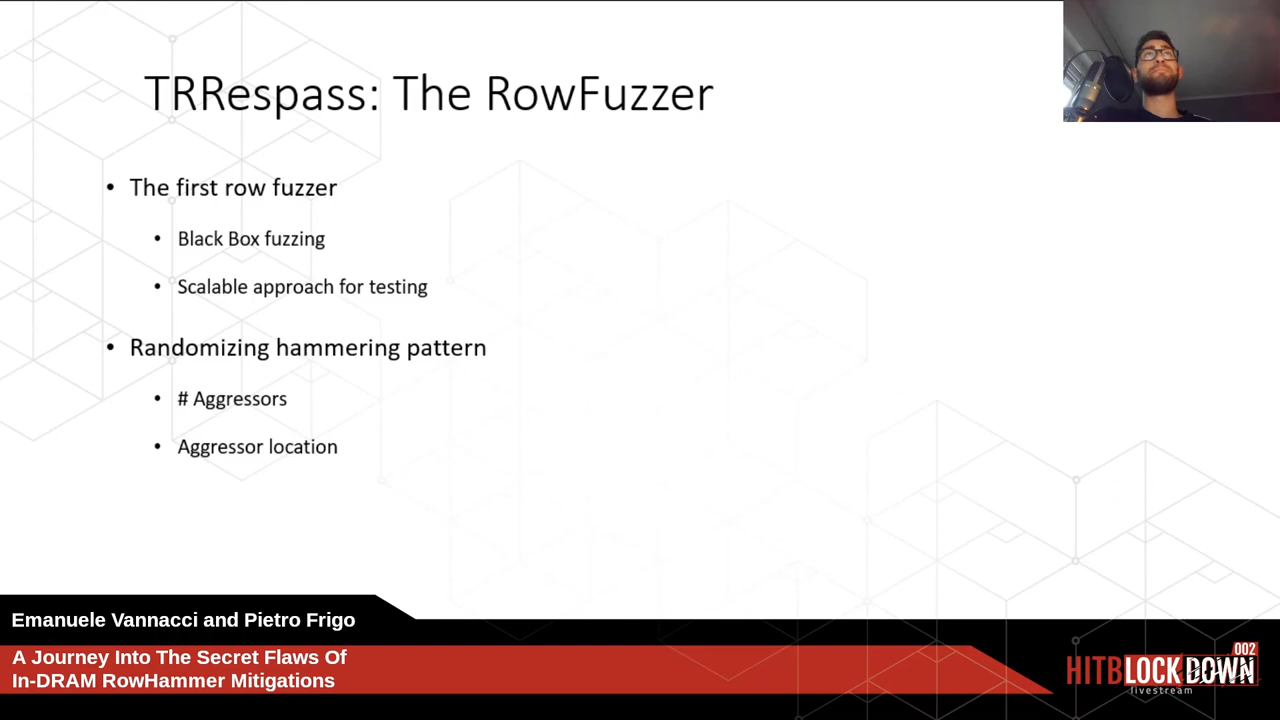 TRRespass: The RowFuzzer
• The first row fuzzer
• Black Box fuzzing
• Scalable approach for testing
• Randomizing hammering pattern
• # Aggressors
• Aggressor location
Emanuele Vannacci and Pietro Frigo
A Journey Into The Secret Flaws Of
In-DRAM RowHammer Mitigations
002
HITBLOCKDOWN
livestream